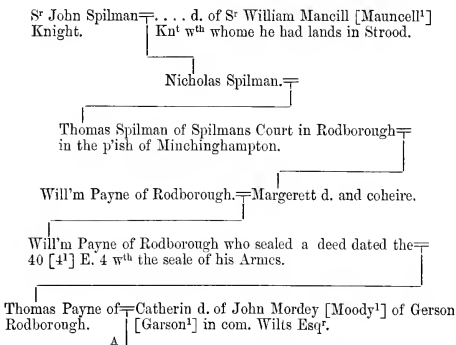 Sr John Spilman=. . . . d. of Sr William Mancill [Mauncell1]
Knight. Knt wth whome he had lands in Strood.
Nicholas Spilman.=
Thomas Spilman of Spilmans Court in Rodborough=
in the p'ish of Minchinghampton.
Will'm Payne of Rodborough.=Margerett d. and coheire.
Will'm Payne of Rodborough who sealed a deed dated the=
40 [41] E. 4 wth the seale of his Armes.
Thomas Payne of=Catherin d. of John Mordey [Moody1] of Gerson
Rodborough. [Garson1] in com. Wilts Esqr.
A